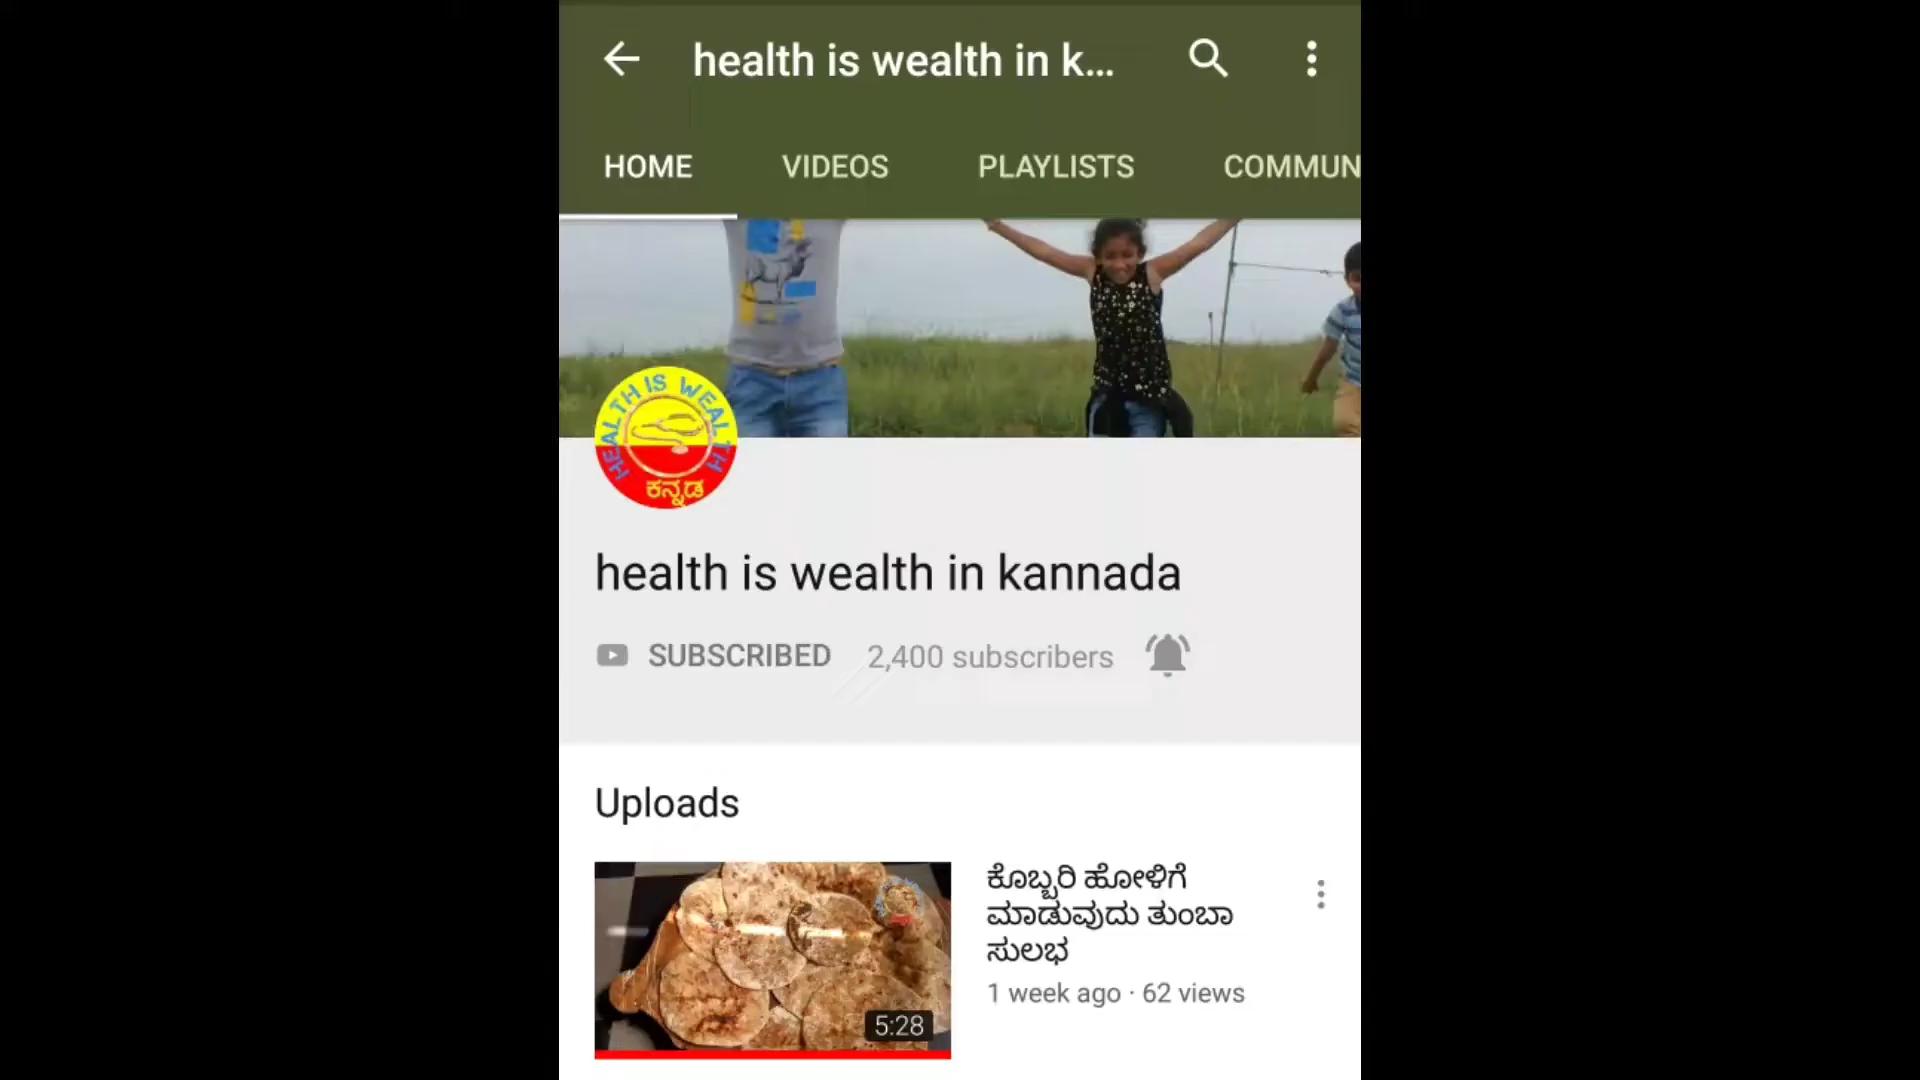 health is wealth in k...
HOME VIDEOS PLAYLISTS COMMUN
HEALTH IS WEALTH
ಕನ್ನಡ
health is wealth in kannada
SUBSCRIBED 2,400 subscribers
Uploads
ಕೊಬ್ಬರಿ ಹೋಳಿಗೆ
ಮಾಡುವುದು ತುಂಬಾ
ಸುಲಭ
1 week ago · 62 views
5:28